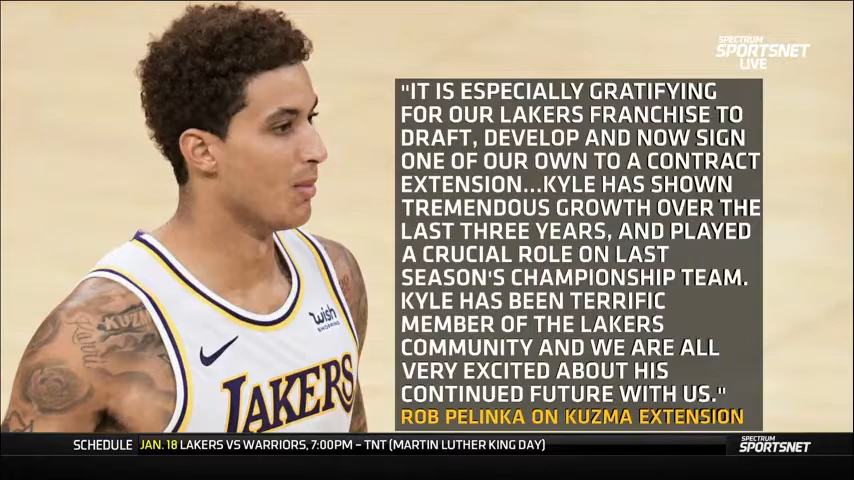 SPECTRUM
SPORTSNET
LIVE
"IT IS ESPECIALLY GRATIFYING
FOR OUR LAKERS FRANCHISE TO
DRAFT, DEVELOP AND NOW SIGN
ONE OF OUR OWN TO A CONTRACT
EXTENSION...KYLE HAS SHOWN
TREMENDOUS GROWTH OVER THE
LAST THREE YEARS, AND PLAYED
A CRUCIAL ROLE ON LAST
SEASON'S CHAMPIONSHIP TEAM.
KYLE HAS BEEN TERRIFIC
MEMBER OF THE LAKERS
COMMUNITY AND WE ARE ALL
VERY EXCITED ABOUT HIS
CONTINUED FUTURE WITH US."
ROB PELINKA ON KUZMA EXTENSION
wish
SHOPPING
LAKERS
SCHEDULE JAN. 18 LAKERS VS WARRIORS, 7:00PM – TNT (MARTIN LUTHER KING DAY)
SPECTRUM
SPORTSNET